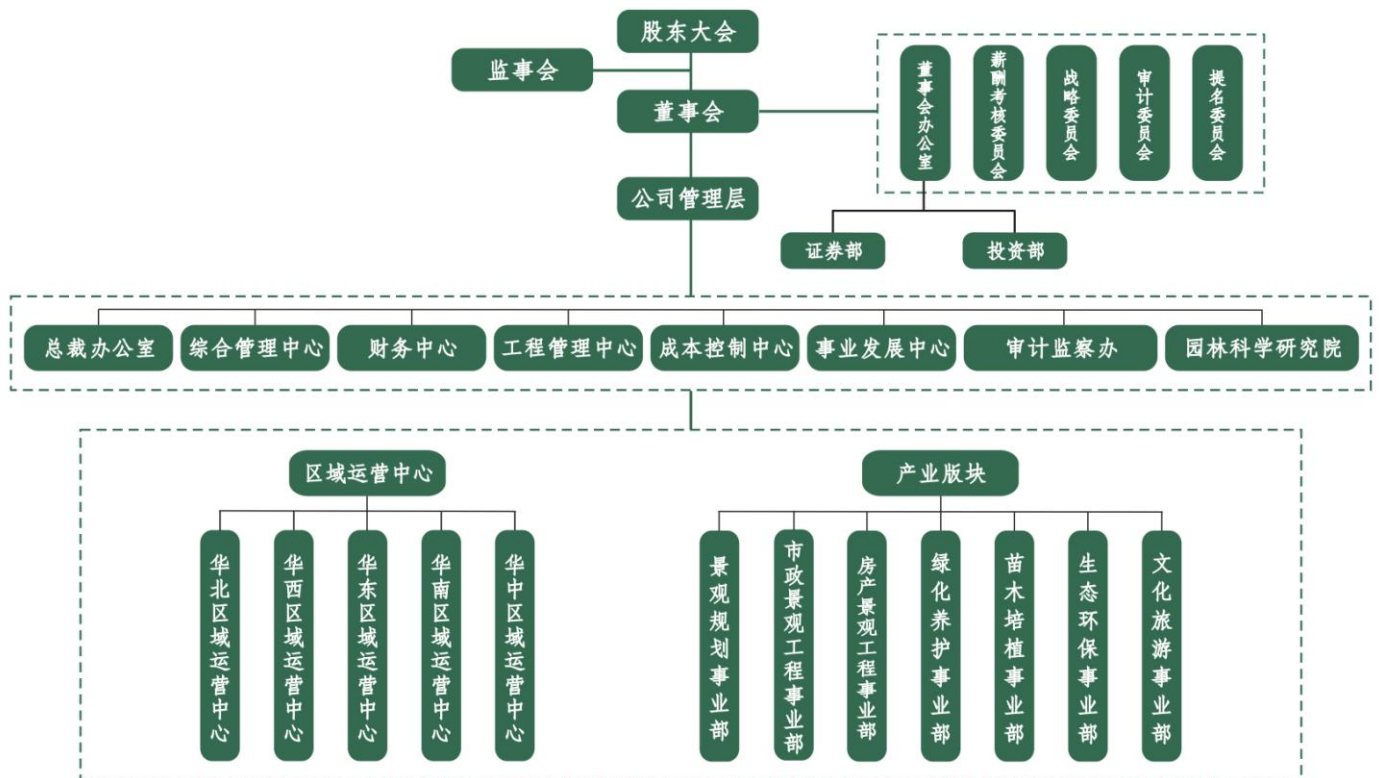 股东大会
监事会
董事会
董事会办公室
薪酬考核委员会
战略委员会
审计委员会
提名委员会
公司管理层
证券部
投资部
总裁办公室
综合管理中心
财务中心
工程管理中心
成本控制中心
事业发展中心
审计监察办
园林科学研究院
区域运营中心
产业版块
华北区域运营中心
华西区域运营中心
华东区域运营中心
华南区域运营中心
华中区域运营中心
景观规划事业部
市政景观工程事业部
房产景观工程事业部
绿化养护事业部
苗木培植事业部
生态环保事业部
文化旅游事业部